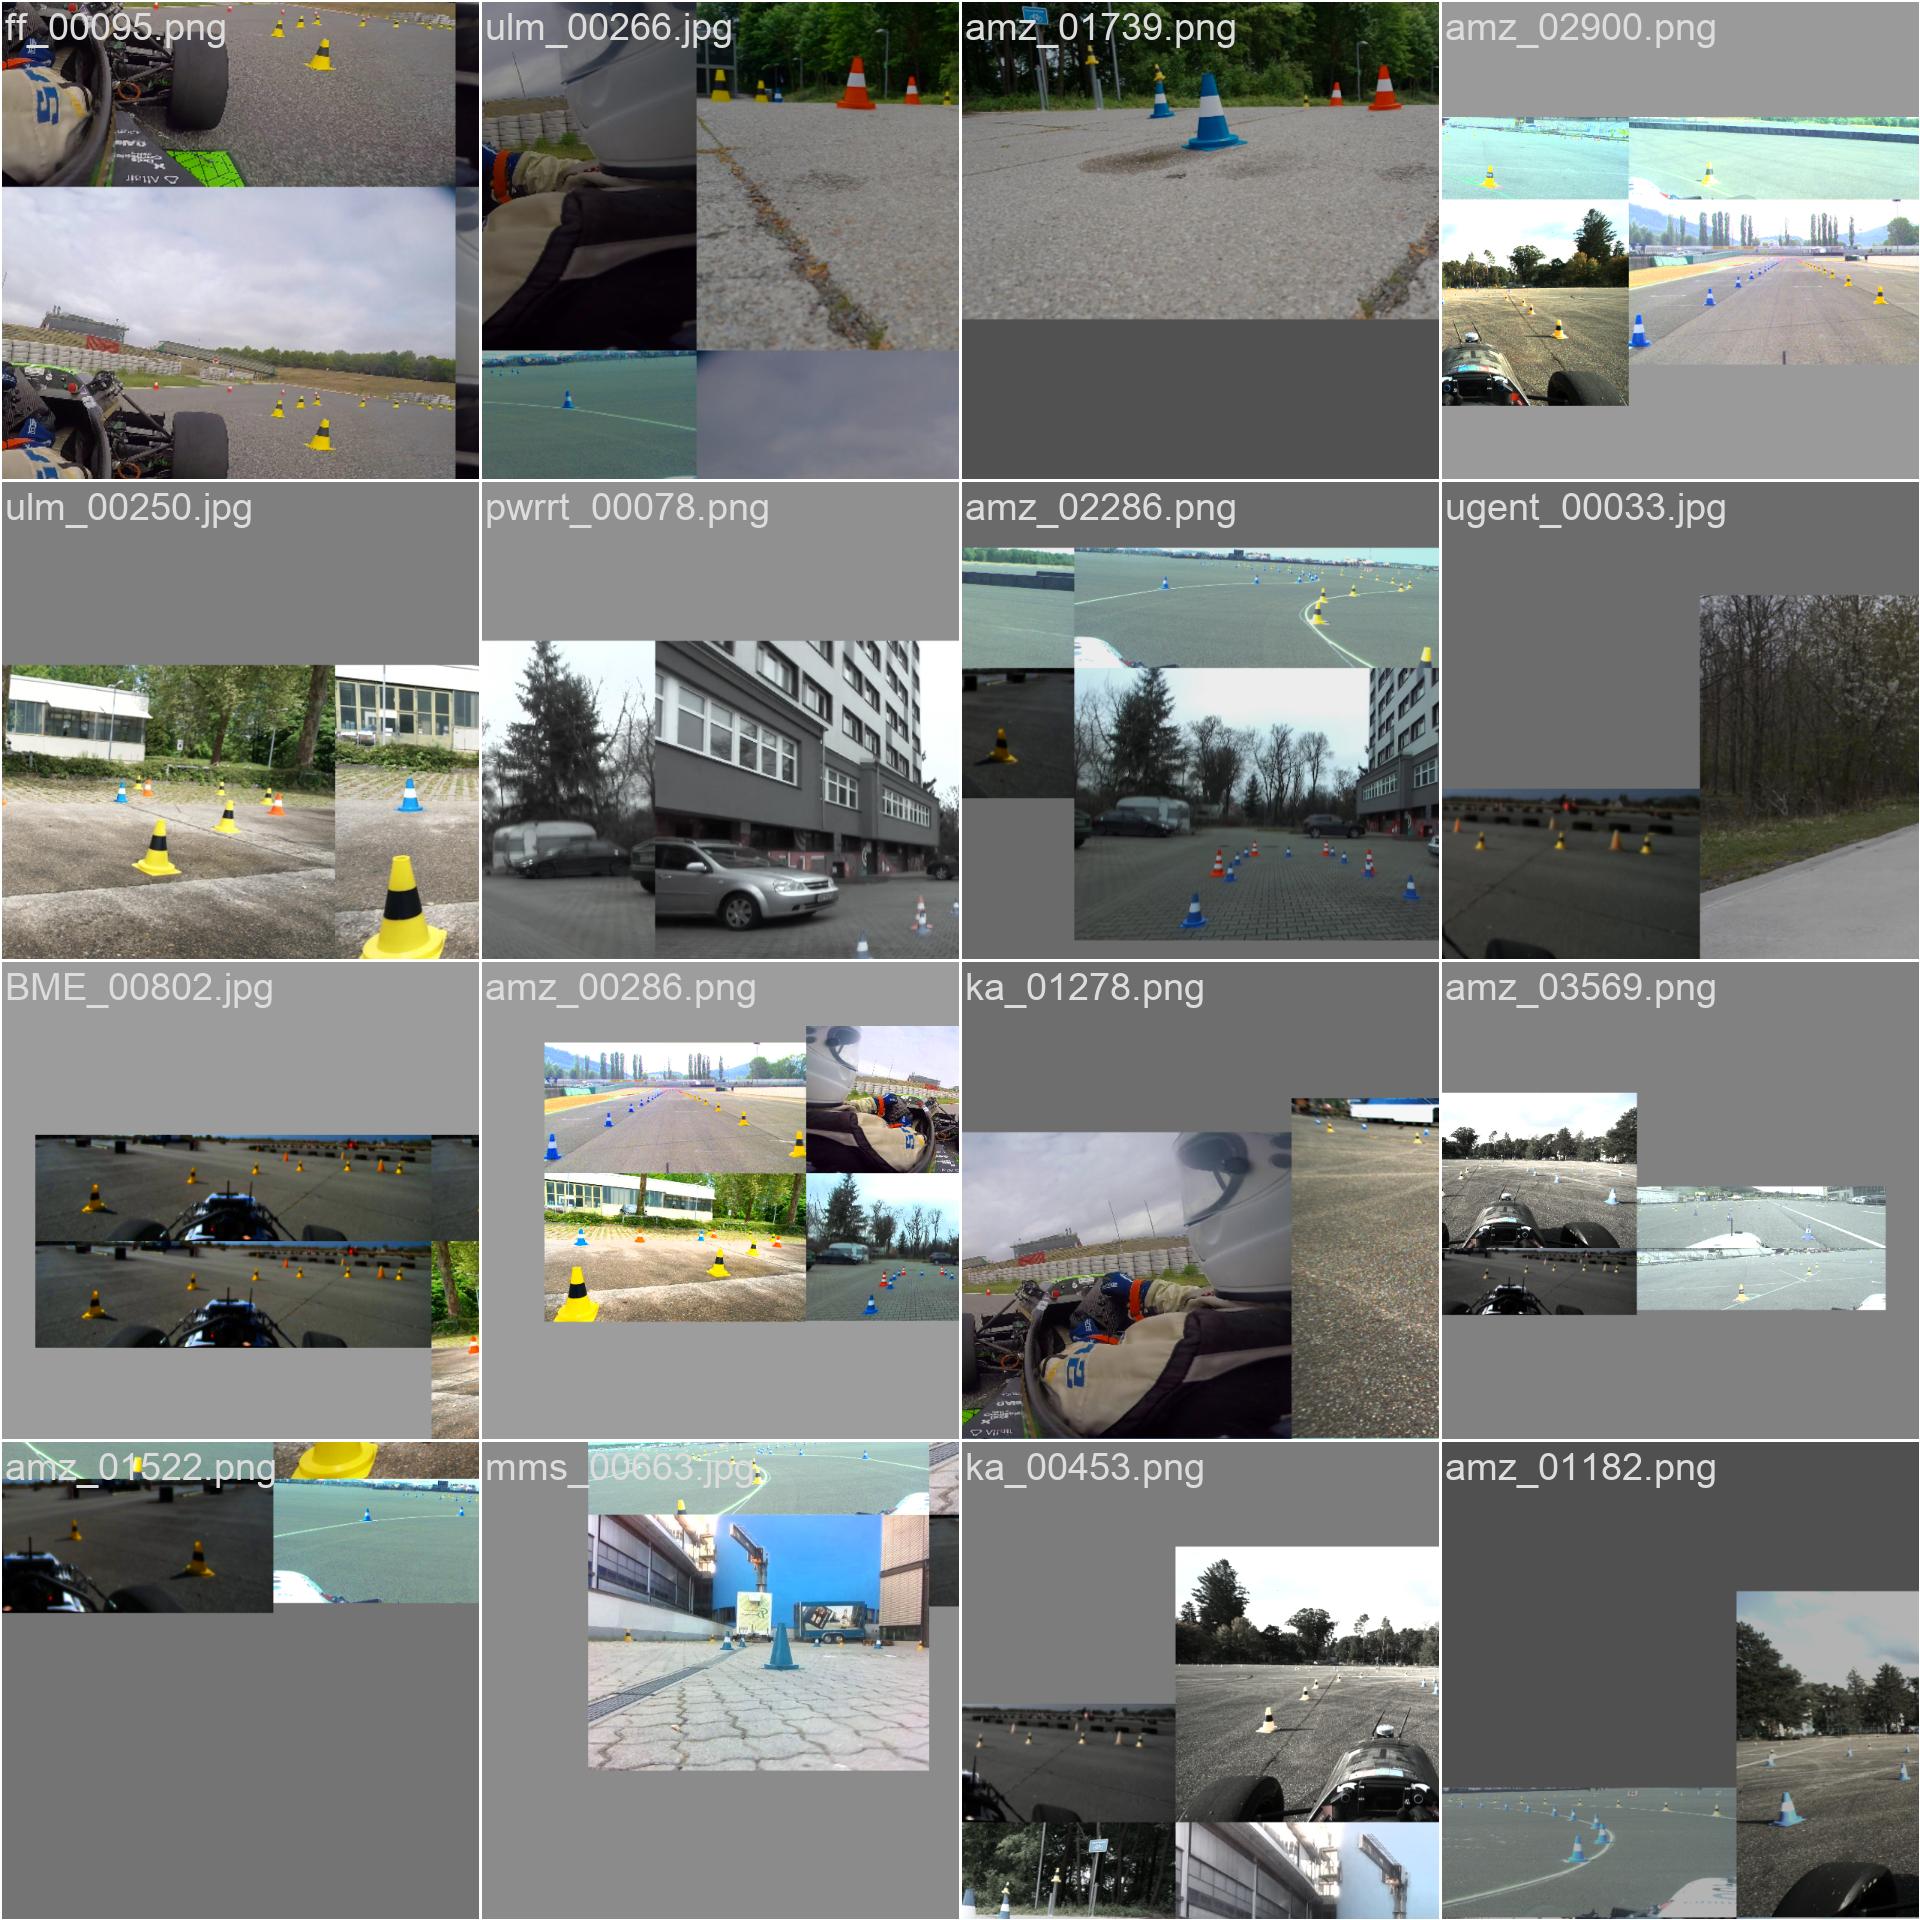 ff_00095.png
ulm_00266.jpg
amz_01739.png
amz_02900.png
ulm_00250.jpg
pwrrt_00078.png
amz_02286.png
ugent_00033.jpg
BME_00802.jpg
amz_00286.png
ka_01278.png
amz_03569.png
amz_01522.png
mms_00663.jpg
ka_00453.png
amz_01182.png